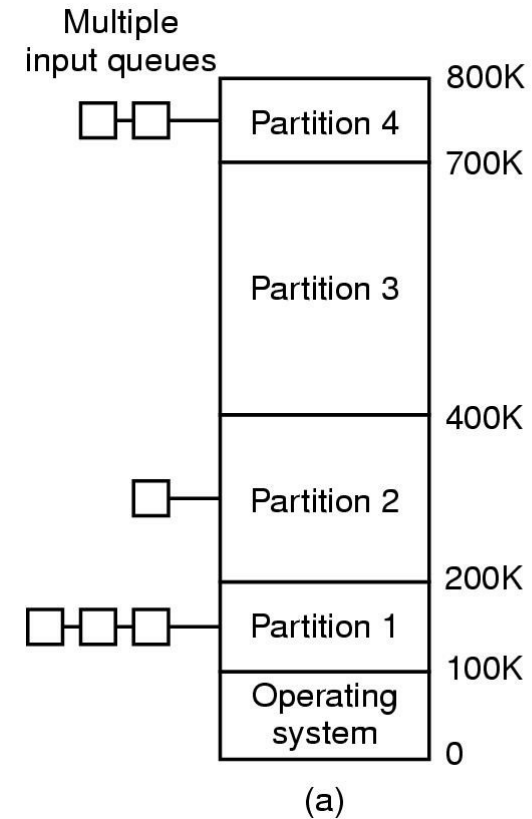 Multiple
input queues
800K
Partition 4
700K
Partition 3
400K
Partition 2
200K
Partition 1
100K
Operating
system
0
(a)